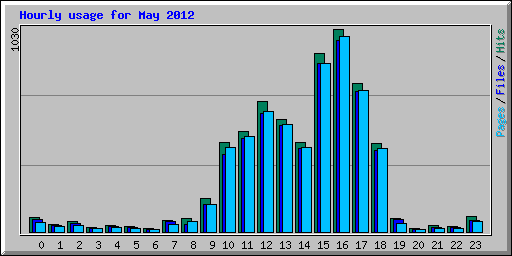 Hourly usage for May 2012
1030
Pages/Files/Hits
0 1 2 3 4 5 6 7 8 9 10 11 12 13 14 15 16 17 18 19 20 21 22 23